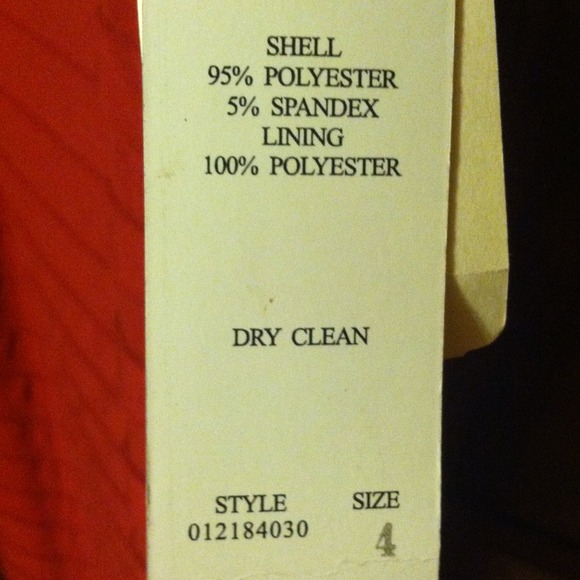 SHELL
95% POLYESTER
5% SPANDEX
LINING
100% POLYESTER
DRY CLEAN
STYLE SIZE
012184030 4